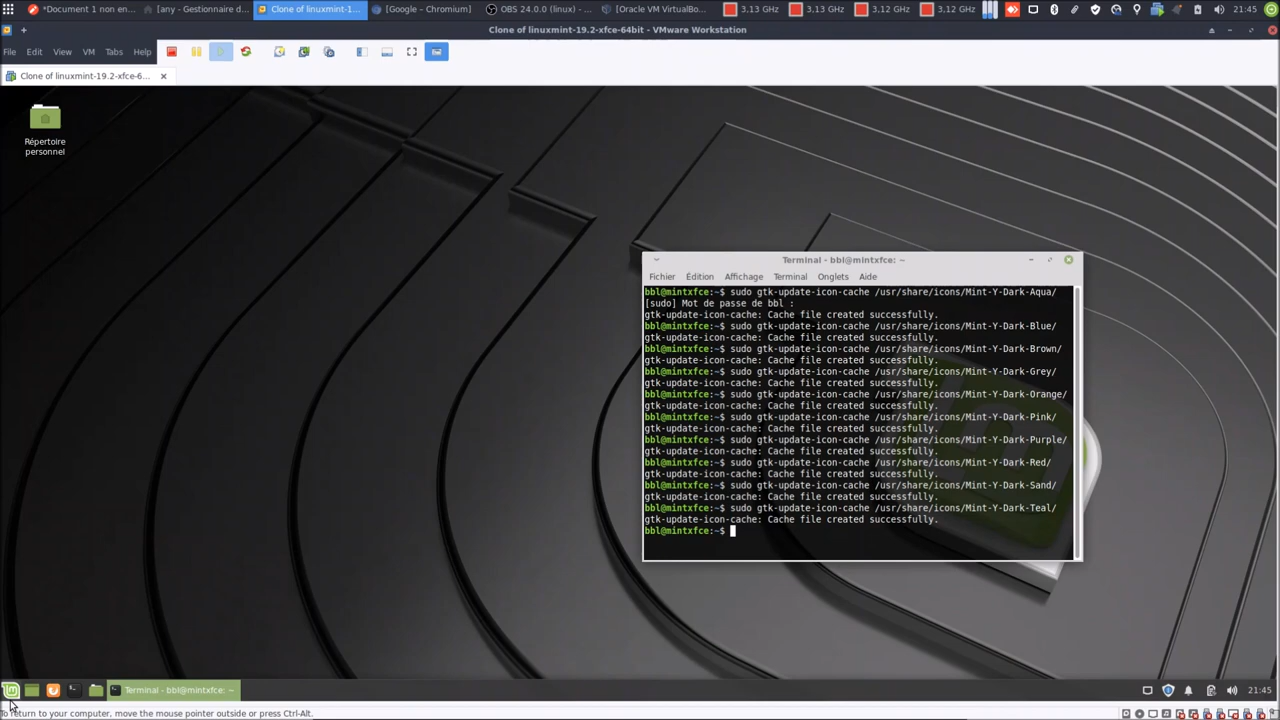 *Document 1 non en...
[any - Gestionnaire d...
Clone of linuxmint-1...
[Google – Chromium]
OBS 24.0.0 (linux) -...
[Oracle VM VirtualBo...
3,13 GHz
3,13 GHz
3,12 GHz
3,12 GHz
21:45
Clone of linuxmint-19.2-xfce-64bit - VMware Workstation
File Edit View VM Tabs Help
Clone of linuxmint-19.2-xfce-6...
Répertoire
personnel
Terminal - bbl@mintxfce: ~
Fichier Édition Affichage Terminal Onglets Aide
bbl@mintxfce:~$ sudo gtk-update-icon-cache /usr/share/icons/Mint-Y-Dark-Aqua/
[sudo] Mot de passe de bbl :
gtk-update-icon-cache: Cache file created successfully.
bbl@mintxfce:~$ sudo gtk-update-icon-cache /usr/share/icons/Mint-Y-Dark-Blue/
gtk-update-icon-cache: Cache file created successfully.
bbl@mintxfce:~$ sudo gtk-update-icon-cache /usr/share/icons/Mint-Y-Dark-Brown/
gtk-update-icon-cache: Cache file created successfully.
bbl@mintxfce:~$ sudo gtk-update-icon-cache /usr/share/icons/Mint-Y-Dark-Grey/
gtk-update-icon-cache: Cache file created successfully.
bbl@mintxfce:~$ sudo gtk-update-icon-cache /usr/share/icons/Mint-Y-Dark-Orange/
gtk-update-icon-cache: Cache file created successfully.
bbl@mintxfce:~$ sudo gtk-update-icon-cache /usr/share/icons/Mint-Y-Dark-Pink/
gtk-update-icon-cache: Cache file created successfully.
bbl@mintxfce:~$ sudo gtk-update-icon-cache /usr/share/icons/Mint-Y-Dark-Purple/
gtk-update-icon-cache: Cache file created successfully.
bbl@mintxfce:~$ sudo gtk-update-icon-cache /usr/share/icons/Mint-Y-Dark-Red/
gtk-update-icon-cache: Cache file created successfully.
bbl@mintxfce:~$ sudo gtk-update-icon-cache /usr/share/icons/Mint-Y-Dark-Sand/
gtk-update-icon-cache: Cache file created successfully.
bbl@mintxfce:~$ sudo gtk-update-icon-cache /usr/share/icons/Mint-Y-Dark-Teal/
gtk-update-icon-cache: Cache file created successfully.
bbl@mintxfce:~$
Terminal - bbl@mintxfce: ~
21:45
To return to your computer, move the mouse pointer outside or press Ctrl-Alt.